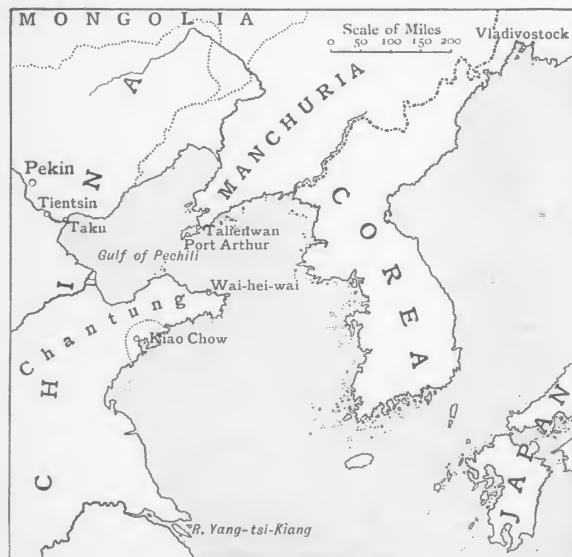 MONGOLIA
Scale of Miles
0 50 100 150 200
Vladivostock
MANCHURIA
Pekin
Tientsin
Taku
Talienwan
Port Arthur
Gulf of Pechili
COREA
Wai-hei-wai
Chantung
Kiao Chow
CHINA
JAPAN
R. Yang-tsi-Kiang